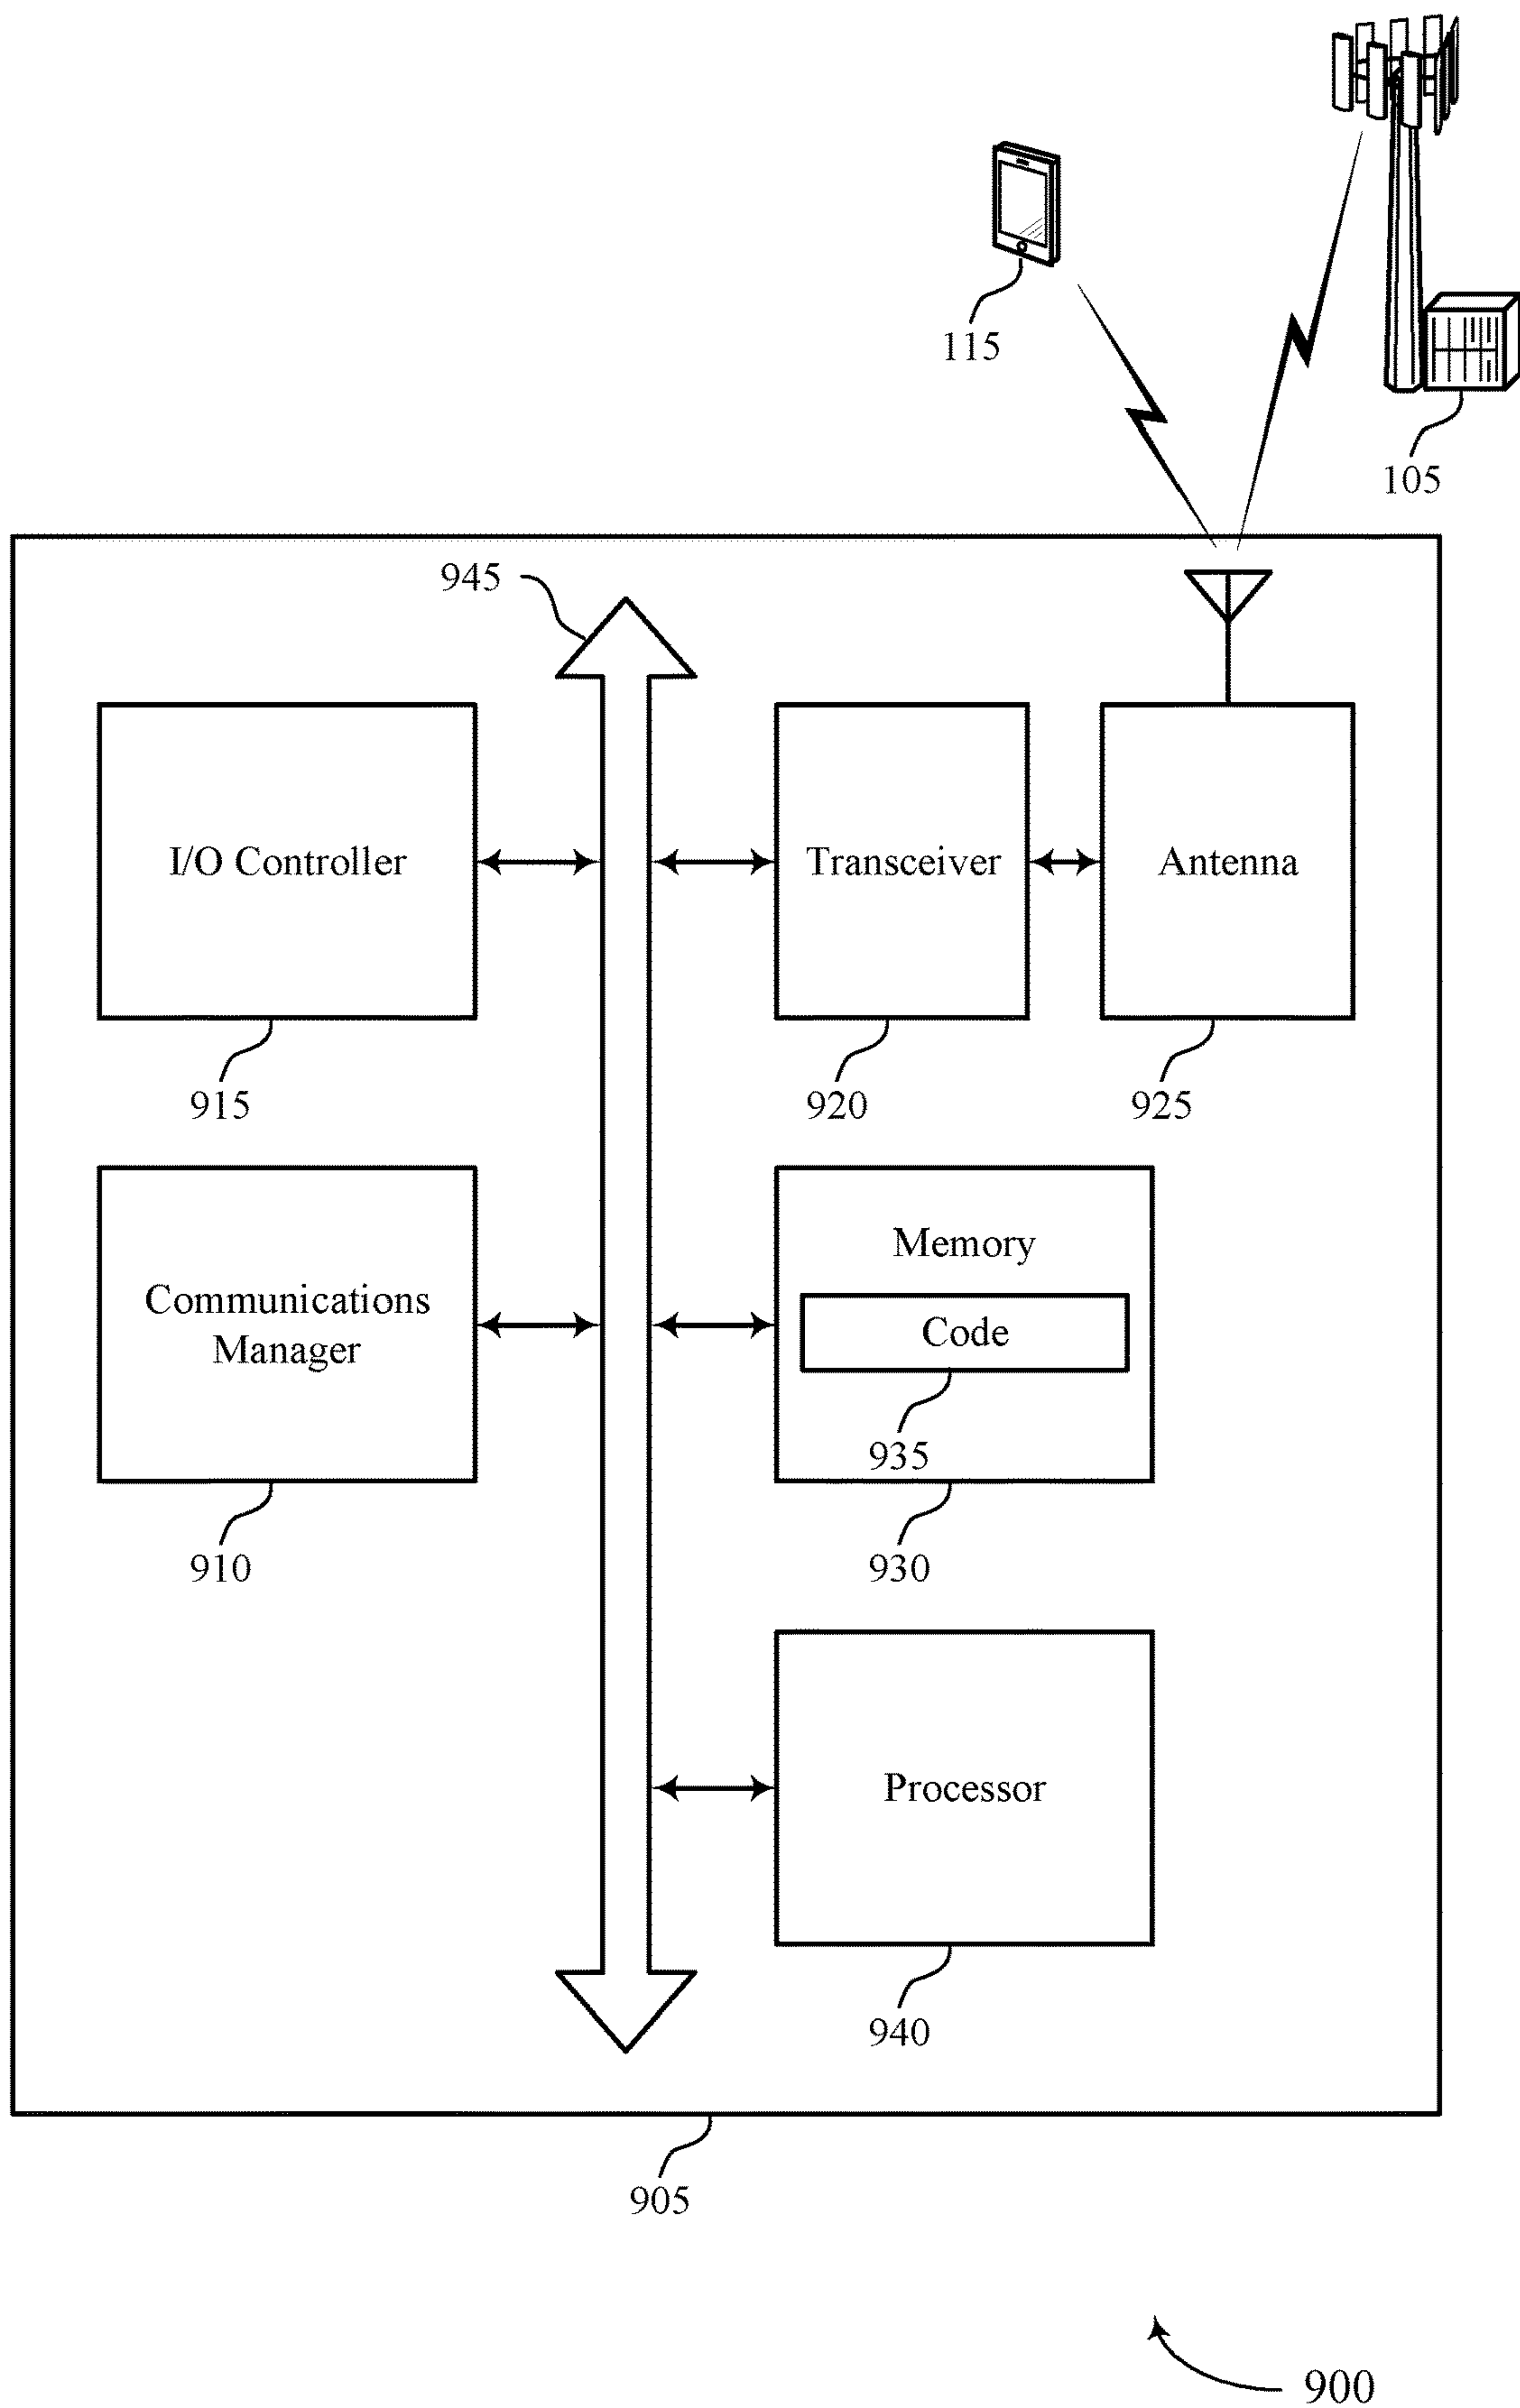 115
105
945
I/O Controller
Transceiver
Antenna
915
920
925
Communications
Manager
Memory
Code
935
910
930
Processor
940
905
900